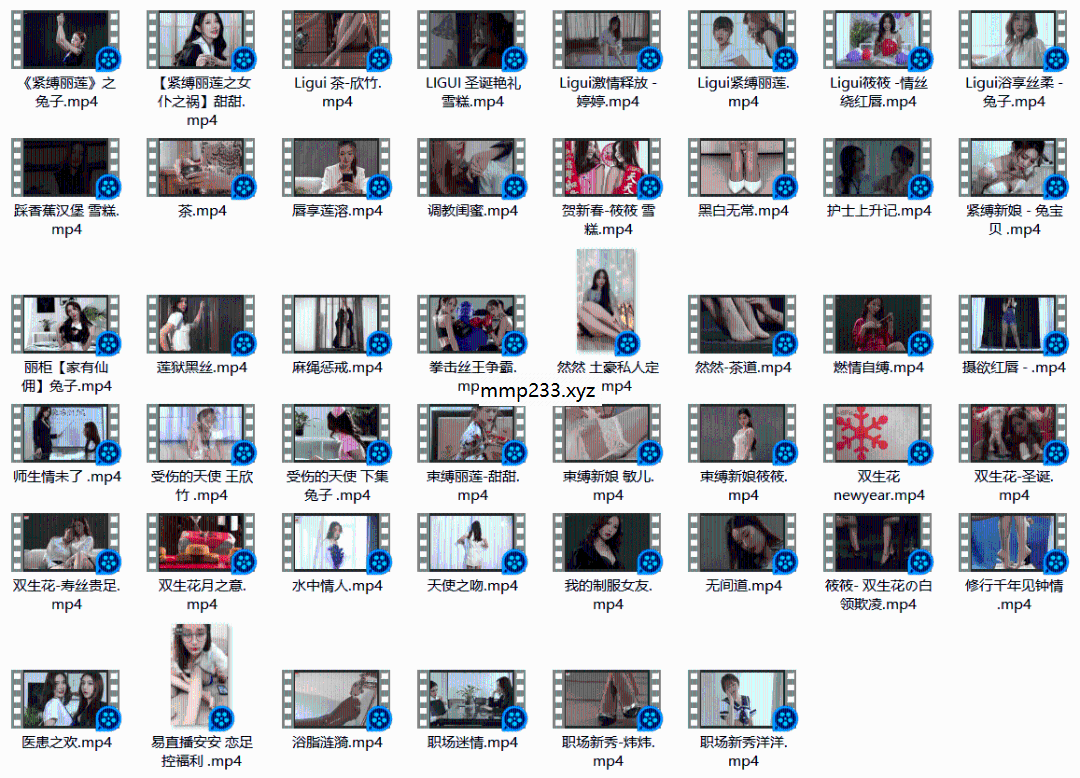 《紧缚丽莲》之
兔子.mp4
【紧缚丽莲之女
仆之祸】甜甜.
mp4
Ligui 茶-欣竹.
mp4
LIGUI 圣诞艳礼
雪糕.mp4
Ligui激情释放 -
婷婷.mp4
Ligui紧缚丽莲.
mp4
Ligui筱筱 -情丝
绕红唇.mp4
Ligui浴享丝柔 -
兔子.mp4
踩香蕉汉堡 雪糕.
mp4
茶.mp4
唇享莲溶.mp4
调教闺蜜.mp4
贺新春-筱筱 雪
糕.mp4
黑白无常.mp4
护士上升记.mp4
紧缚新娘 - 兔宝
贝 .mp4
丽柜【家有仙
佣】兔子.mp4
莲狱黑丝.mp4
麻绳惩戒.mp4
拳击丝王争霸.
mp
然然 土豪私人定
mp4
然然-茶道.mp4
燃情自缚.mp4
摄欲红唇 - .mp4
mmp233.xyz
师生情未了 .mp4
受伤的天使 王欣
竹 .mp4
受伤的天使 下集
兔子 .mp4
束缚丽莲-甜甜.
mp4
束缚新娘 敏儿.
mp4
束缚新娘筱筱.
mp4
双生花
newyear.mp4
双生花-圣诞.
mp4
双生花-寿丝贵足.
mp4
双生花月之意.
mp4
水中情人.mp4
天使之吻.mp4
我的制服女友.
mp4
无间道.mp4
筱筱- 双生花の白
领欺凌.mp4
修行千年见钟情
.mp4
医患之欢.mp4
易直播安安 恋足
控福利 .mp4
浴脂涟漪.mp4
职场迷情.mp4
职场新秀-炜炜.
mp4
职场新秀洋洋.
mp4